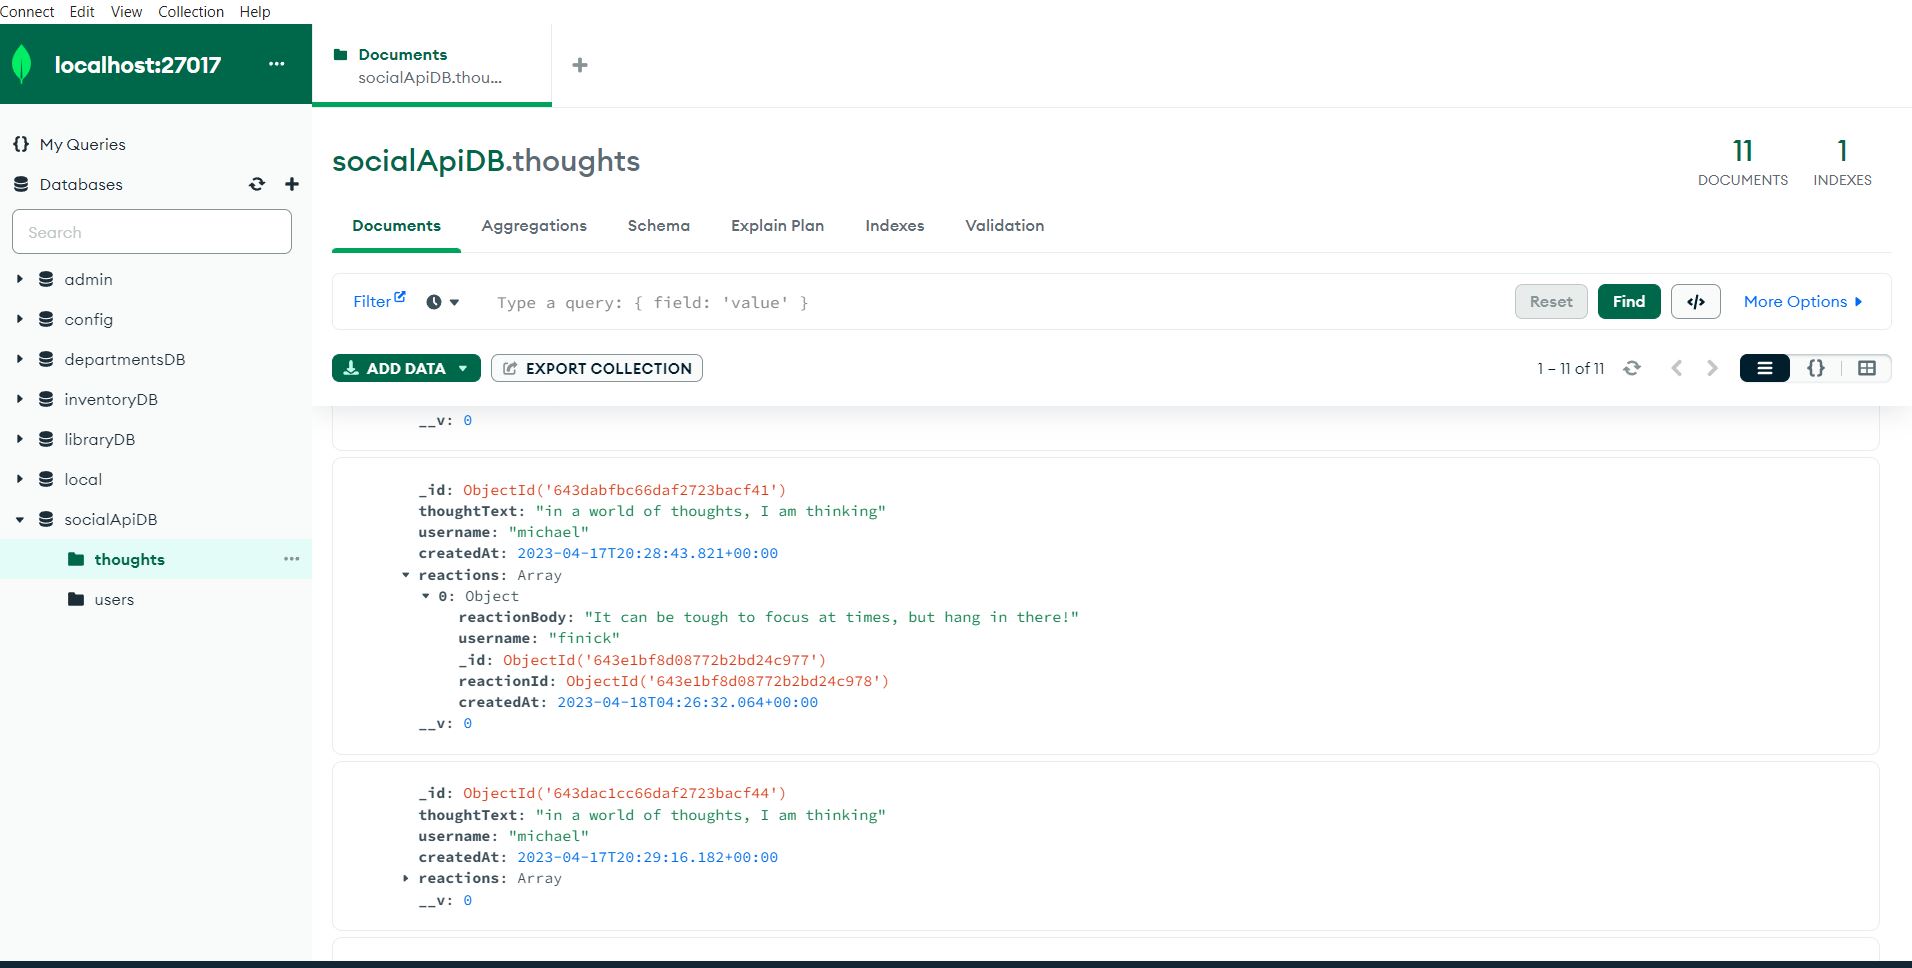 Connect Edit View Collection Help
localhost:27017 ...
Documents
socialApiDB.thou...
My Queries
Databases
Search
admin
config
departmentsDB
inventoryDB
libraryDB
local
socialApiDB
thoughts
users
socialApiDB.thoughts
11
DOCUMENTS
1
INDEXES
Documents Aggregations Schema Explain Plan Indexes Validation
Filter Type a query: { field: 'value' } Reset Find </> More Options
ADD DATA EXPORT COLLECTION 1 – 11 of 11 {}
__v: 0
_id: ObjectId('643dabfbc66daf2723bacf41')
thoughtText: "in a world of thoughts, I am thinking"
username: "michael"
createdAt: 2023-04-17T20:28:43.821+00:00
reactions: Array
0: Object
reactionBody: "It can be tough to focus at times, but hang in there!"
username: "finick"
_id: ObjectId('643e1bf8d08772b2bd24c977')
reactionId: ObjectId('643e1bf8d08772b2bd24c978')
createdAt: 2023-04-18T04:26:32.064+00:00
__v: 0
_id: ObjectId('643dac1cc66daf2723bacf44')
thoughtText: "in a world of thoughts, I am thinking"
username: "michael"
createdAt: 2023-04-17T20:29:16.182+00:00
reactions: Array
__v: 0